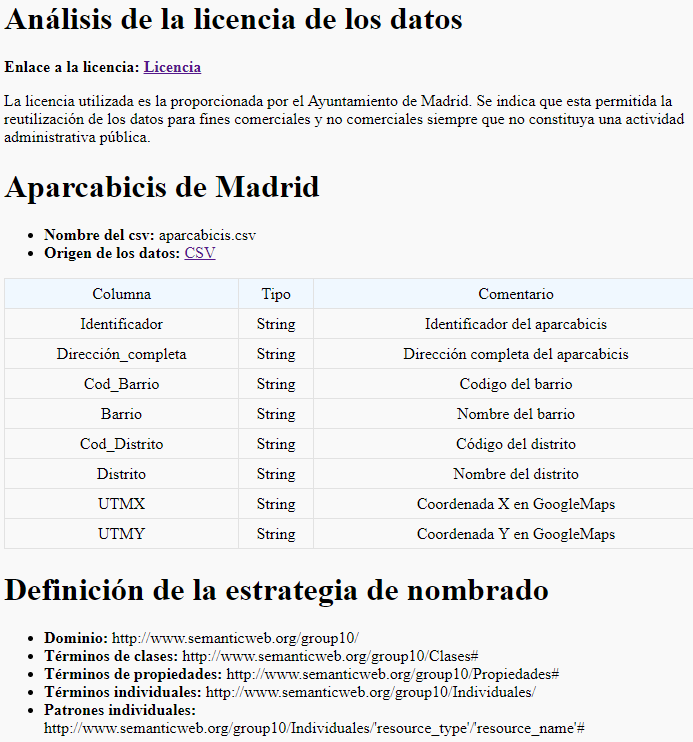 Análisis de la licencia de los datos
Enlace a la licencia: Licencia
La licencia utilizada es la proporcionada por el Ayuntamiento de Madrid. Se indica que esta permitida la
reutilización de los datos para fines comerciales y no comerciales siempre que no constituya una actividad
administrativa pública.
Aparcabicis de Madrid
• Nombre del csv: aparcabicis.csv
• Origen de los datos: CSV
Columna Tipo Comentario
Identificador String Identificador del aparcabicis
Dirección_completa String Dirección completa del aparcabicis
Cod_Barrio String Codigo del barrio
Barrio String Nombre del barrio
Cod_Distrito String Código del distrito
Distrito String Nombre del distrito
UTMX String Coordenada X en GoogleMaps
UTMY String Coordenada Y en GoogleMaps
Definición de la estrategia de nombrado
• Dominio: http://www.semanticweb.org/group10/
• Términos de clases: http://www.semanticweb.org/group10/Clases#
• Términos de propiedades: http://www.semanticweb.org/group10/Propiedades#
• Términos individuales: http://www.semanticweb.org/group10/Individuales/
• Patrones individuales:
http://www.semanticweb.org/group10/Individuales/'resource_type'/'resource_name'#